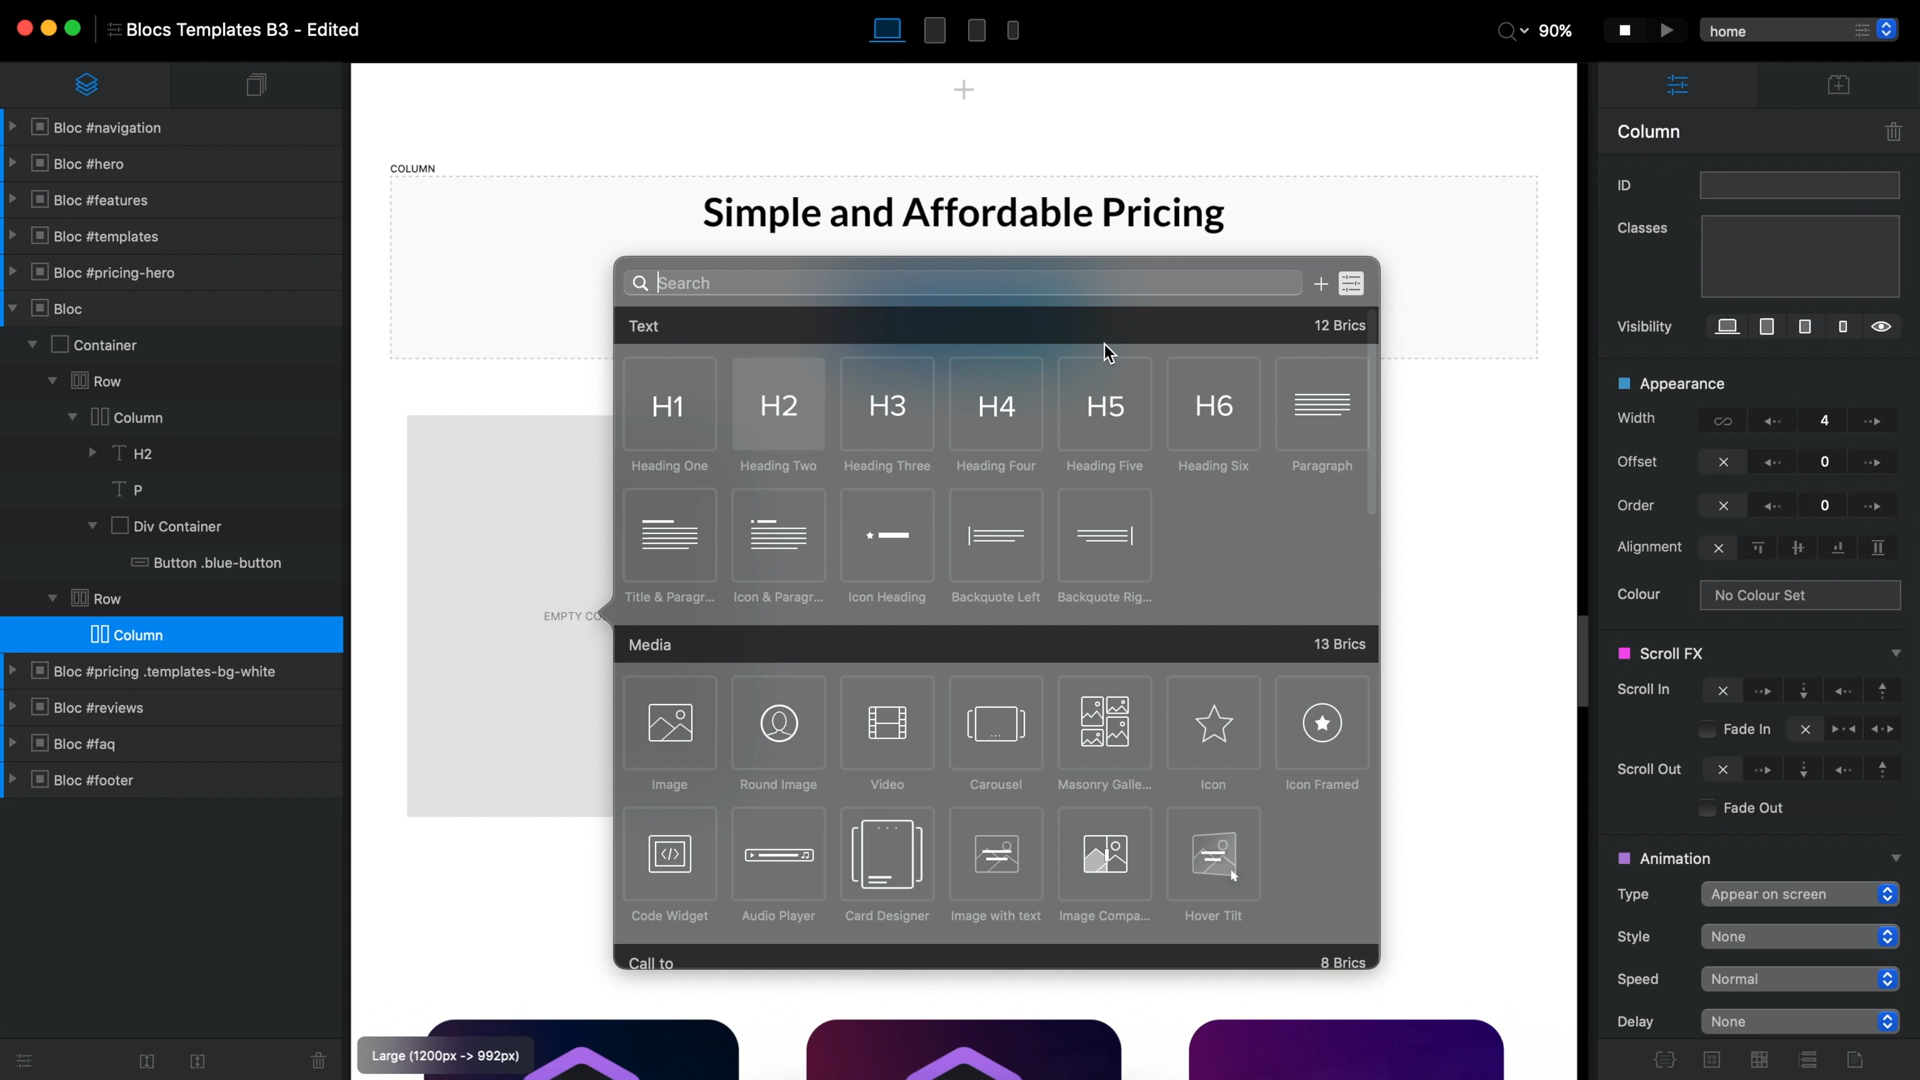 Blocs Templates B3 - Edited
90%
home
Bloc #navigation
Bloc #hero
Bloc #features
Bloc #templates
Bloc #pricing-hero
Bloc
Container
Row
Column
H2
P
Div Container
Button .blue-button
Row
Column
Bloc #pricing .templates-bg-white
Bloc #reviews
Bloc #faq
Bloc #footer
COLUMN
Simple and Affordable Pricing
EMPTY CO
Search
Text
12 Brics
H1 H2 H3 H4 H5 H6
Heading One Heading Two Heading Three Heading Four Heading Five Heading Six Paragraph
Title & Paragr... Icon & Paragr... Icon Heading Backquote Left Backquote Rig...
Media
13 Brics
Image Round Image Video Carousel Masonry Galle... Icon Icon Framed
Code Widget Audio Player Card Designer Image with text Image Compa... Hover Tilt
Call to
8 Brics
Large (1200px -> 992px)
Column
ID
Classes
Visibility
Appearance
Width 4
Offset 0
Order 0
Alignment
Colour No Colour Set
Scroll FX
Scroll In
Fade In
Scroll Out
Fade Out
Animation
Type Appear on screen
Style None
Speed Normal
Delay None